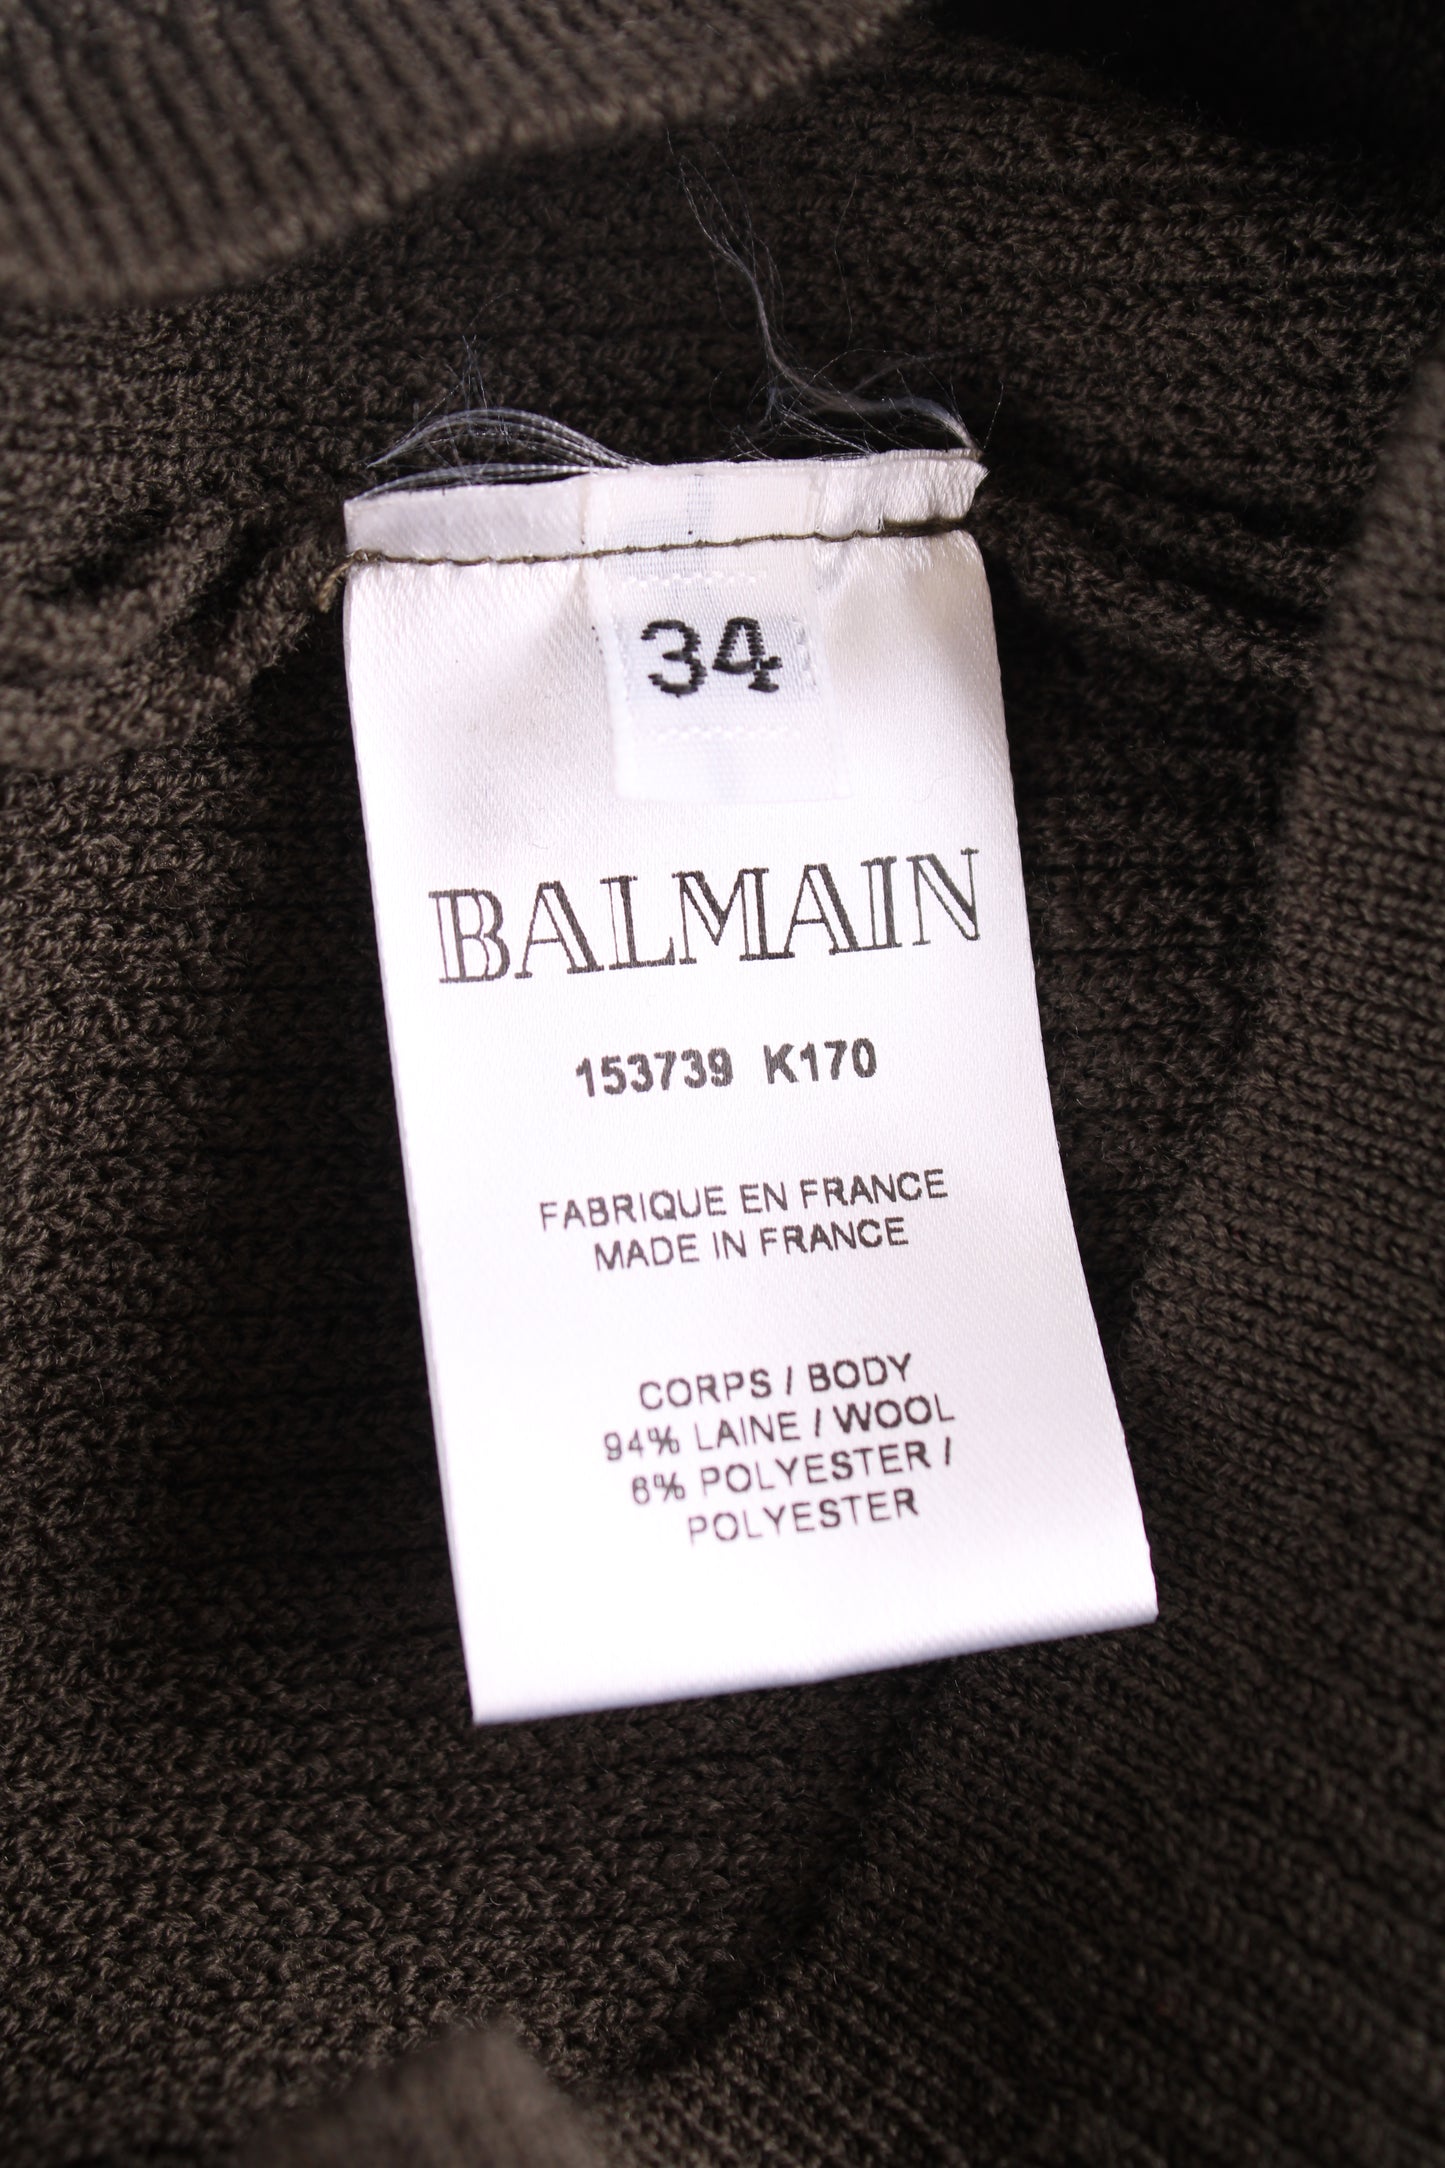 34
BALMAIN
153739 K170
FABRIQUE EN FRANCE
MADE IN FRANCE
CORPS / BODY
94% LAINE / WOOL
6% POLYESTER /
POLYESTER